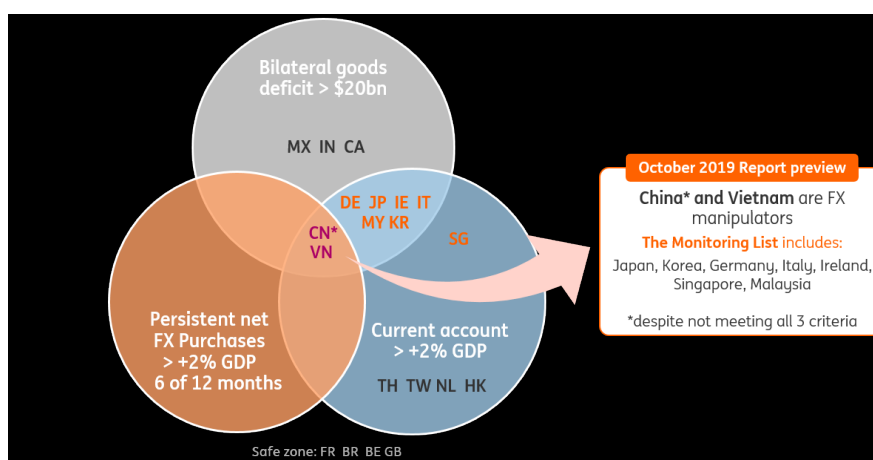 Bilateral goods
deficit > $20bn
MX IN CA
DE JP IE IT
MY KR
CN*
VN
SG
Persistent net
FX Purchases
> +2% GDP
6 of 12 months
Current account
> +2% GDP
TH TW NL HK
Safe zone: FR BR BE GB
October 2019 Report preview
China* and Vietnam are FX
manipulators
The Monitoring List includes:
Japan, Korea, Germany, Italy, Ireland,
Singapore, Malaysia
*despite not meeting all 3 criteria